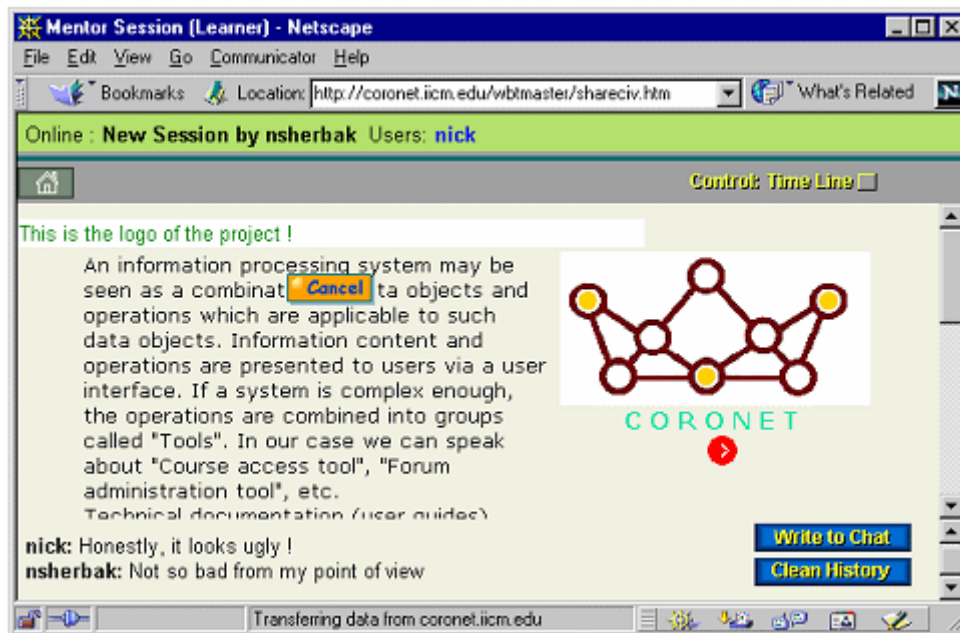 Mentor Session (Learner) - Netscape
File Edit View Go Communicator Help
Bookmarks Location: http://coronet.iicm.edu/wbtmaster/shareciv.htm What's Related N
Online : New Session by nsherbak Users: nick
Control: Time Line
This is the logo of the project !
An information processing system may be
seen as a combinat Cancel ta objects and
operations which are applicable to such
data objects. Information content and
operations are presented to users via a user
interface. If a system is complex enough,
the operations are combined into groups
called "Tools". In our case we can speak
about "Course access tool", "Forum
administration tool", etc.
Technical documentation (user guides)
CORONET
nick: Honestly, it looks ugly !
nsherbak: Not so bad from my point of view
Write to Chat
Clean History
Transferring data from coronet.iicm.edu